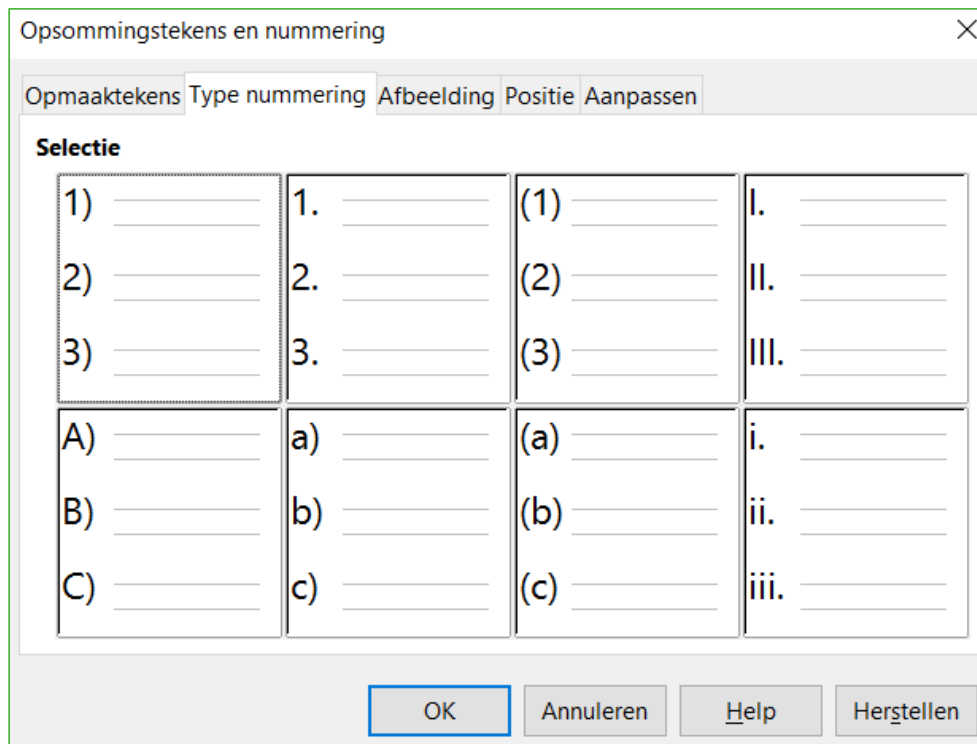 Opsommingstekens en nummering
Opmaaktekens Type nummering Afbeelding Positie Aanpassen
Selectie
1) 1. (1) I.
2) 2. (2) II.
3) 3. (3) III.
A) a) (a) i.
B) b) (b) ii.
C) c) (c) iii.
OK Annuleren Help Herstellen